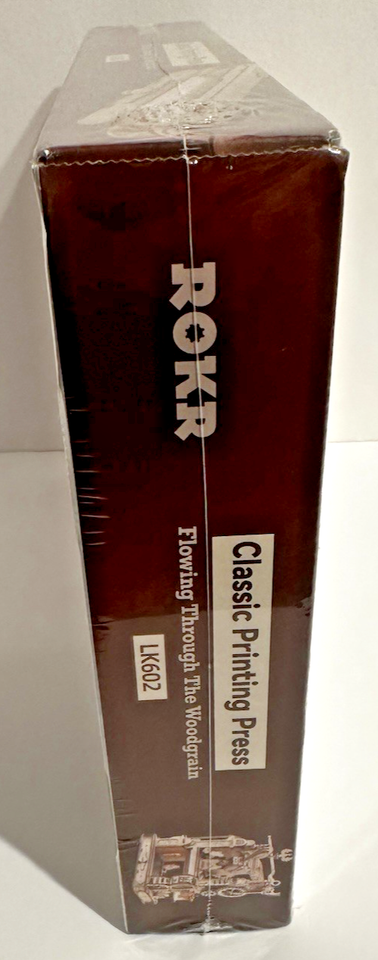 ROKR
Classic Printing Press
Flowing Through The Woodgrain
LK602